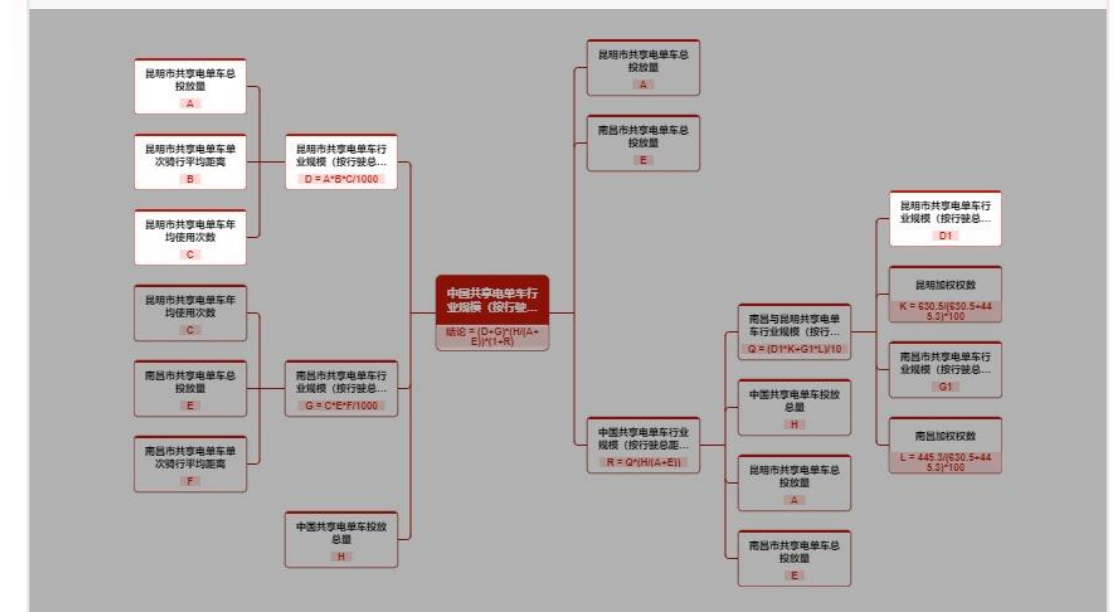 昆明市共享电单车总
投放量
A
昆明市共享电单车单
次骑行平均距离
B
昆明市共享电单车年
均使用次数
C
昆明市共享电单车行
业规模（按行驶总...
D = A*B*C/1000
昆明市共享电单车年
均使用次数
C
南昌市共享电单车总
投放量
E
南昌市共享电单车单
次骑行平均距离
F
南昌市共享电单车行
业规模（按行驶总...
G = C*E*F/1000
中国共享电单车投放
总量
H
中国共享电单车行
业规模（按行驶...
结论 = (D+G)*(H/(A+
E))*(1+R)
昆明市共享电单车总
投放量
A
南昌市共享电单车总
投放量
E
中国共享电单车行业
规模（按行驶总距...
R = Q*(H/(A+E))
南昌与昆明共享电单
车行业规模（按行...
Q = (D1*K+G1*L)/10
中国共享电单车投放
总量
H
昆明市共享电单车总
投放量
A
南昌市共享电单车总
投放量
E
昆明市共享电单车行
业规模（按行驶总...
D1
昆明加权权数
K = 630.5/(630.5+44
5.3)*100
南昌市共享电单车行
业规模（按行驶总...
G1
南昌加权权数
L = 445.3/(630.5+44
5.3)*100